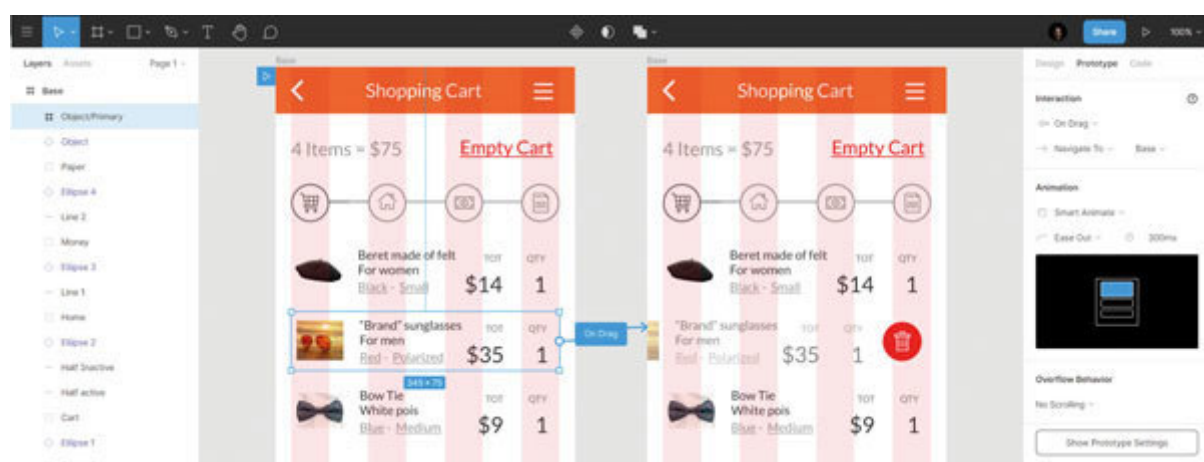 T
Share
100%
Layers Assets Page 1
Base
Object/Primary
Object
Paper
Ellipse 4
Line 2
Money
Ellipse 3
Line 1
Home
Ellipse 2
Half Inactive
Half active
Cart
Ellipse 1
Base
Shopping Cart
4 Items = $75 Empty Cart
Beret made of felt
For women
Black - Small
TOT QTY
$14 1
"Brand" sunglasses
For men
Red - Polarized
TOT QTY
$35 1
345 × 75
Bow Tie
White pois
Blue - Medium
TOT QTY
$9 1
On Drag
Base
Shopping Cart
4 Items = $75 Empty Cart
Beret made of felt
For women
Black - Small
TOT QTY
$14 1
"Brand" sunglasses
For men
Red - Polarized
TOT QTY
$35 1
Bow Tie
White pois
Blue - Medium
TOT QTY
$9 1
Design Prototype Code
Interaction
On Drag
Navigate To Base
Animation
Smart Animate
Ease Out 300ms
Overflow Behavior
No Scrolling
Show Prototype Settings